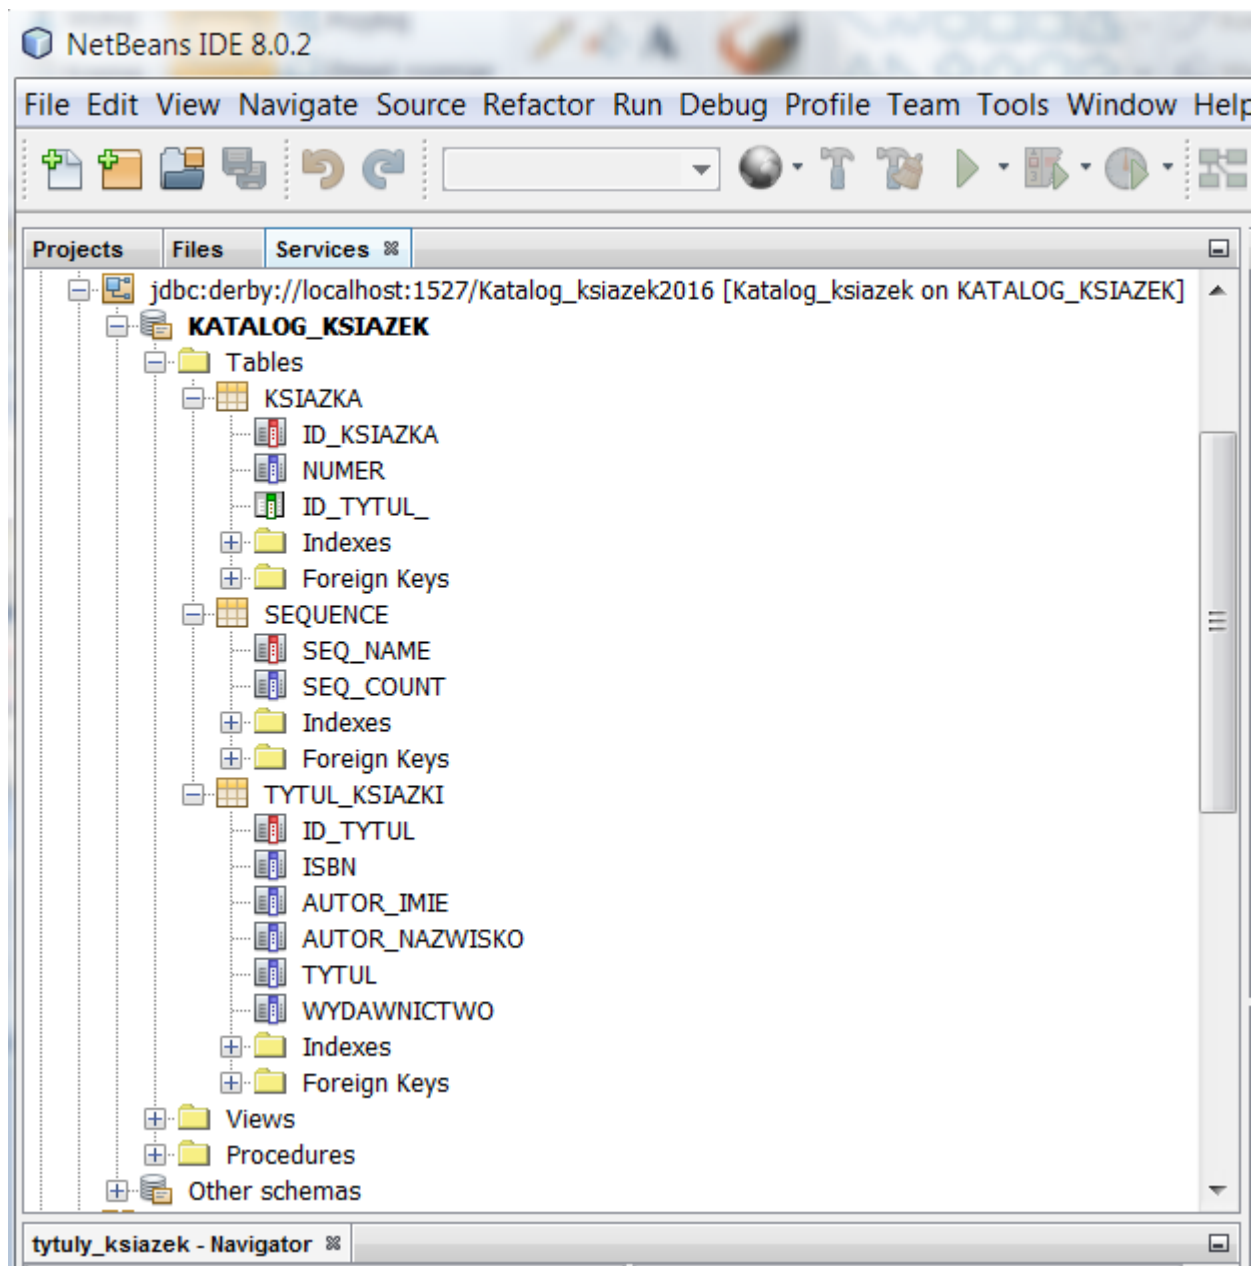 NetBeans IDE 8.0.2
File Edit View Navigate Source Refactor Run Debug Profile Team Tools Window Help
Projects Files Services
jdbc:derby://localhost:1527/Katalog_ksiazek2016 [Katalog_ksiazek on KATALOG_KSIAZEK]
KATALOG_KSIAZEK
Tables
KSIAZKA
ID_KSIAZKA
NUMER
ID_TYTUL_
Indexes
Foreign Keys
SEQUENCE
SEQ_NAME
SEQ_COUNT
Indexes
Foreign Keys
TYTUL_KSIAZKI
ID_TYTUL
ISBN
AUTOR_IMIE
AUTOR_NAZWISKO
TYTUL
WYDAWNICTWO
Indexes
Foreign Keys
Views
Procedures
Other schemas
tytuly_ksiazek - Navigator